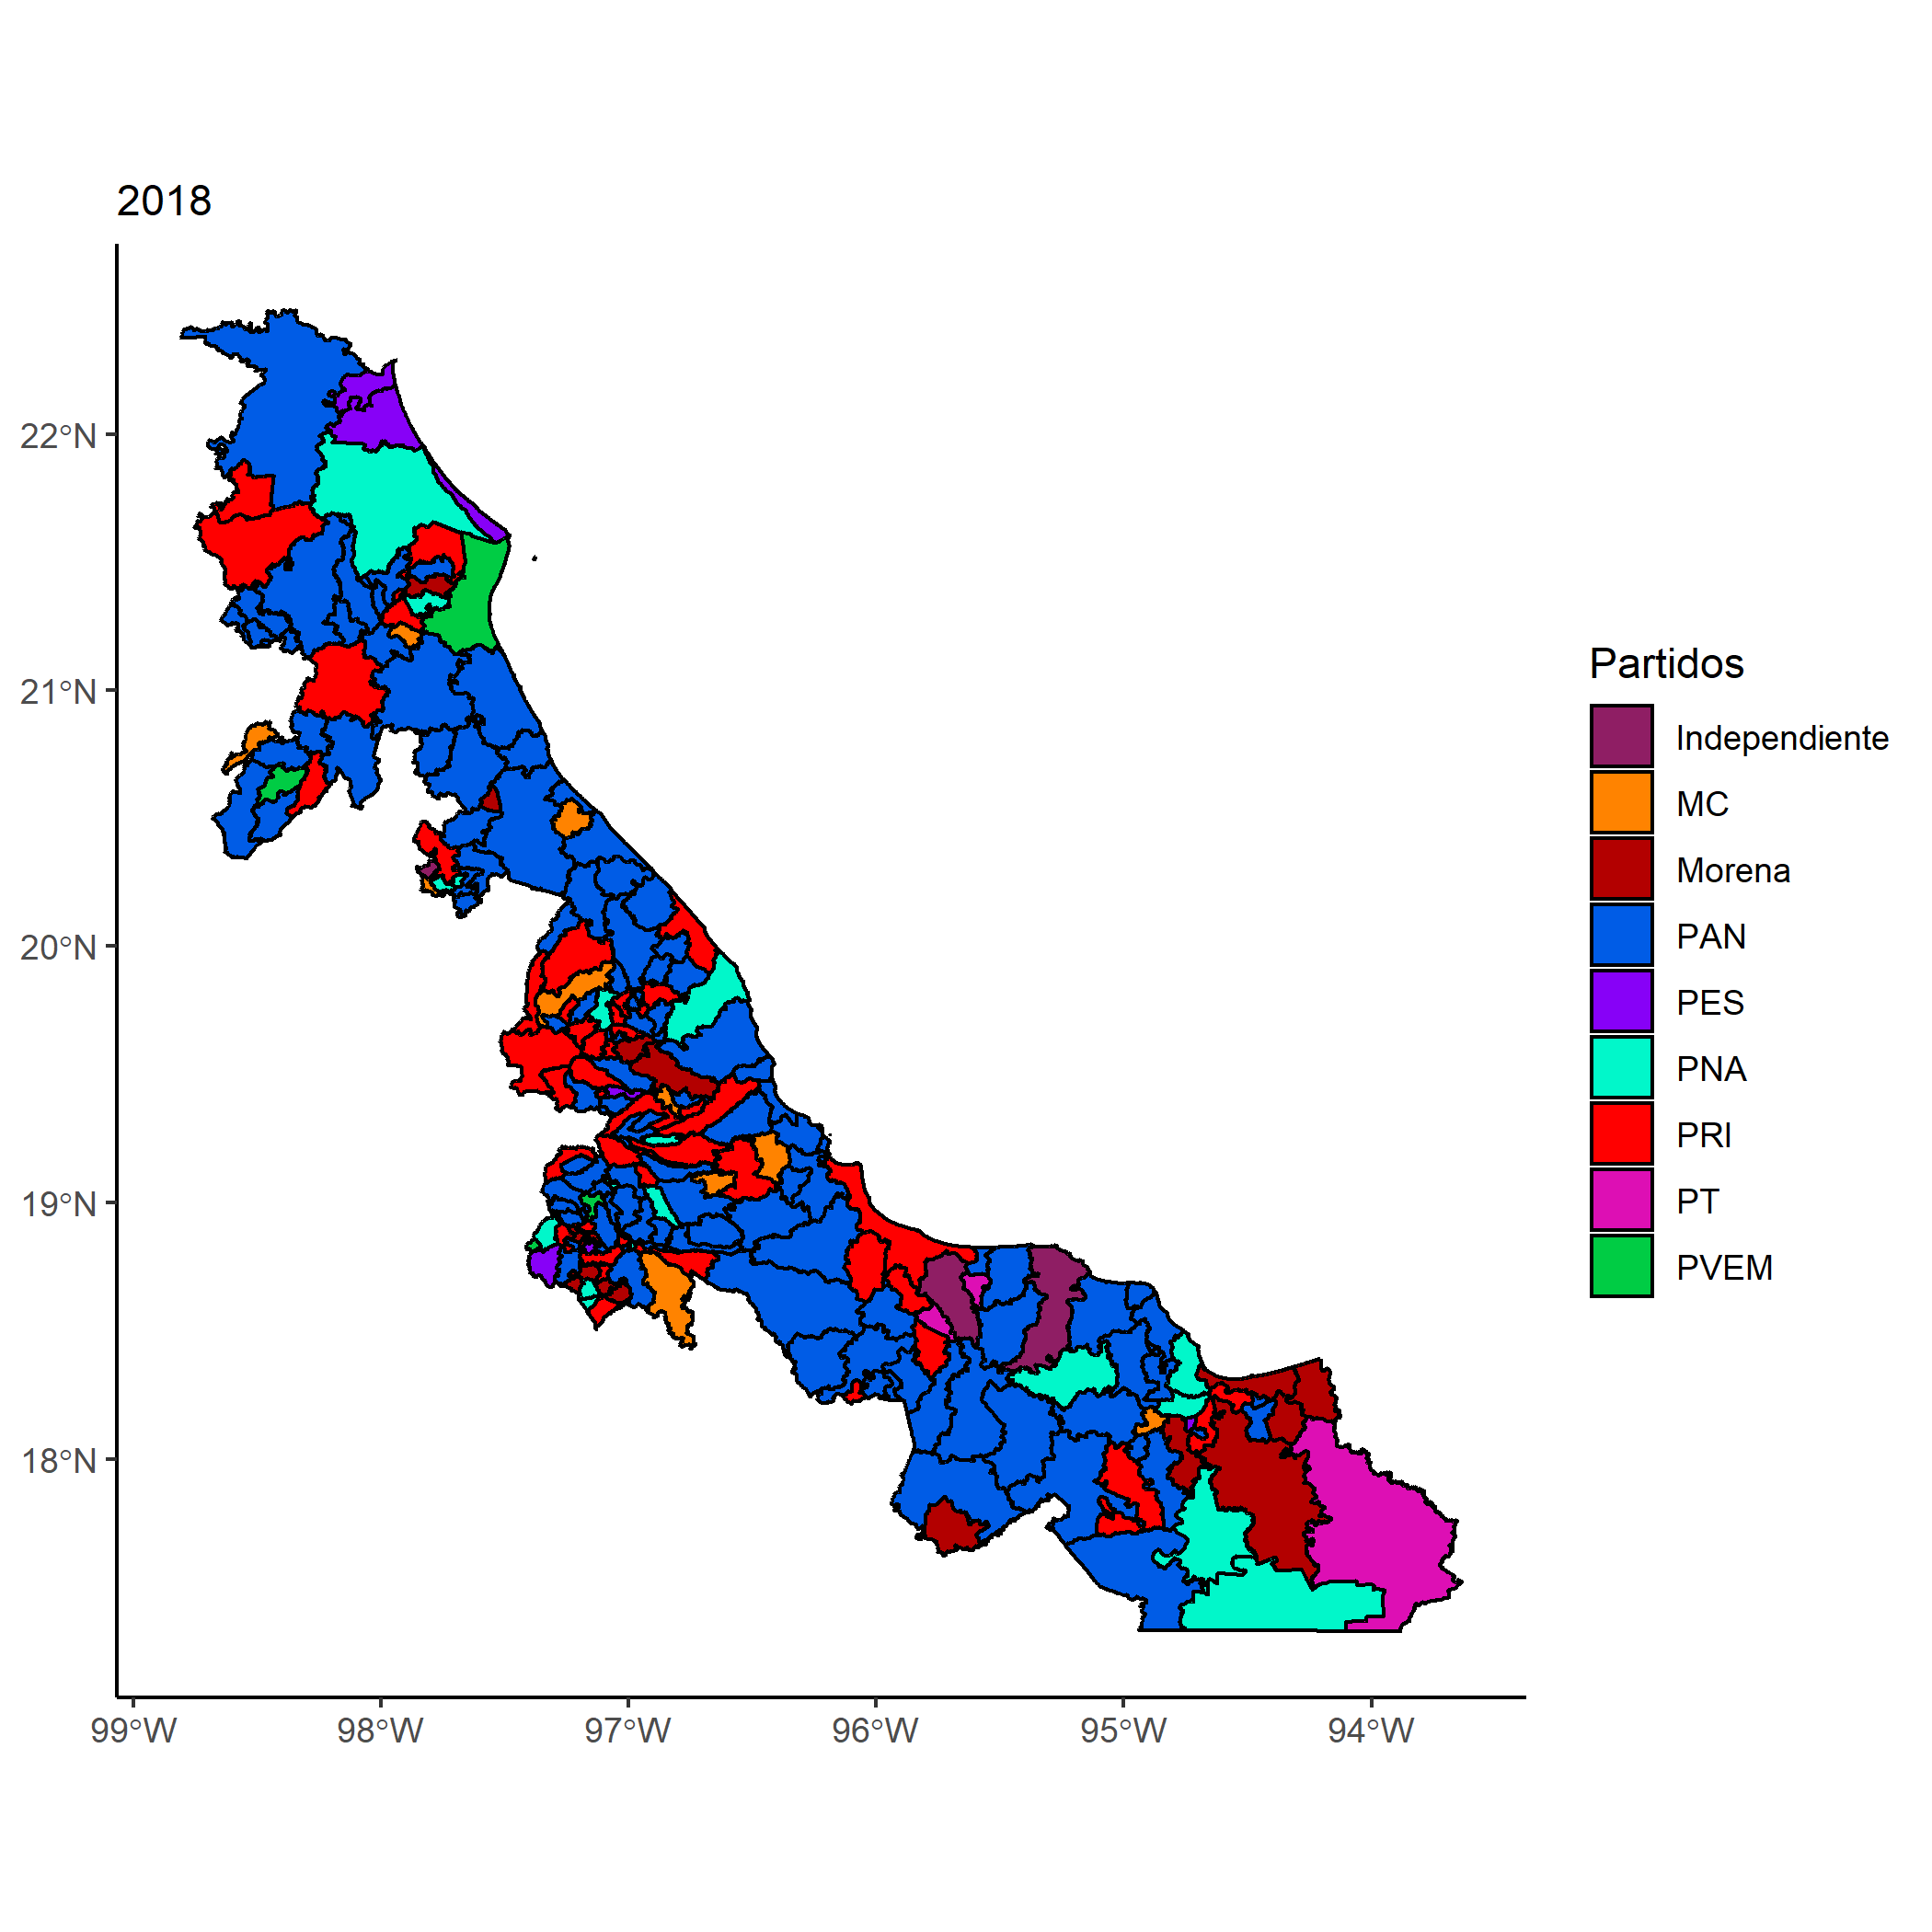 2018
22°N
21°N
20°N
19°N
18°N
99°W
98°W
97°W
96°W
95°W
94°W
Partidos
Independiente
MC
Morena
PAN
PES
PNA
PRI
PT
PVEM